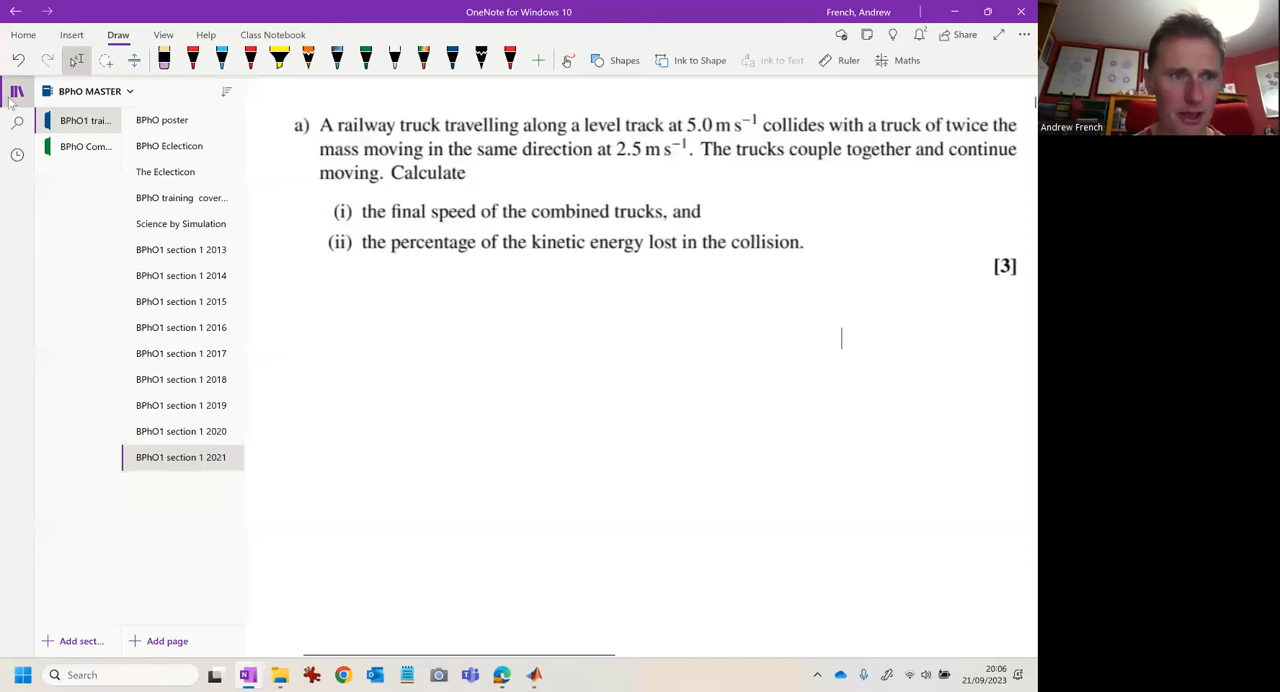 OneNote for Windows 10
French, Andrew
Home Insert Draw View Help Class Notebook
Share
Shapes Ink to Shape Ink to Text Ruler Maths
BPhO MASTER
BPhO1 trai...
BPhO Com...
BPhO poster
BPhO Eclecticon
The Eclecticon
BPhO training cover...
Science by Simulation
BPhO1 section 1 2013
BPhO1 section 1 2014
BPhO1 section 1 2015
BPhO1 section 1 2016
BPhO1 section 1 2017
BPhO1 section 1 2018
BPhO1 section 1 2019
BPhO1 section 1 2020
BPhO1 section 1 2021
Add sect... Add page
a) A railway truck travelling along a level track at 5.0 m s⁻¹ collides with a truck of twice the
mass moving in the same direction at 2.5 m s⁻¹. The trucks couple together and continue
moving. Calculate
(i) the final speed of the combined trucks, and
(ii) the percentage of the kinetic energy lost in the collision.
[3]
Andrew French
Search
20:06
21/09/2023